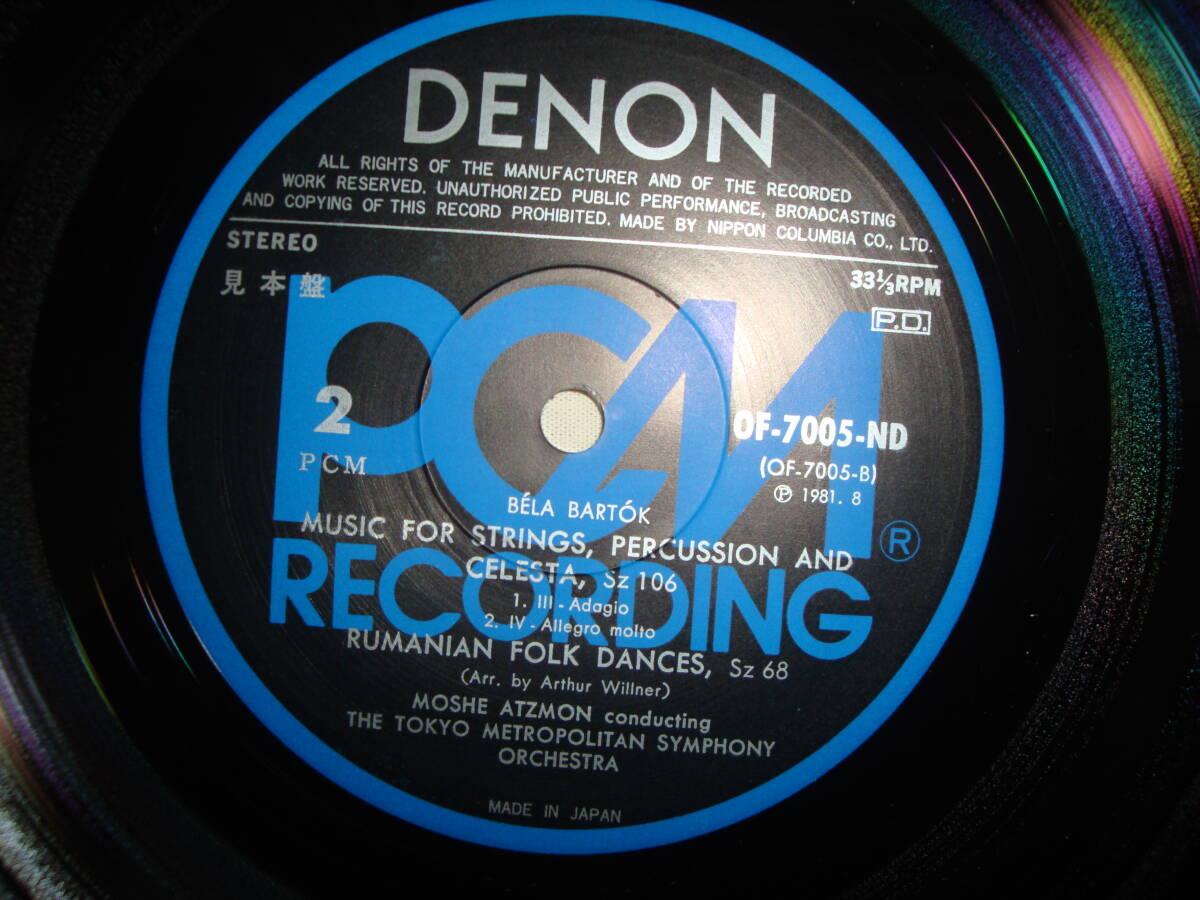 DENON
ALL RIGHTS OF THE MANUFACTURER AND OF THE RECORDED
WORK RESERVED. UNAUTHORIZED PUBLIC PERFORMANCE, BROADCASTING
AND COPYING OF THIS RECORD PROHIBITED. MADE BY NIPPON COLUMBIA CO., LTD.
STEREO
33⅓RPM
見本盤
P.D.
PCM
RECORDING®
2
PCM
OF-7005-ND
(OF-7005-B)
Ⓟ 1981. 8
BÉLA BARTÓK
MUSIC FOR STRINGS, PERCUSSION AND
CELESTA, Sz 106
1. III - Adagio
2. IV - Allegro molto
RUMANIAN FOLK DANCES, Sz 68
(Arr. by Arthur Willner)
MOSHE ATZMON conducting
THE TOKYO METROPOLITAN SYMPHONY
ORCHESTRA
MADE IN JAPAN